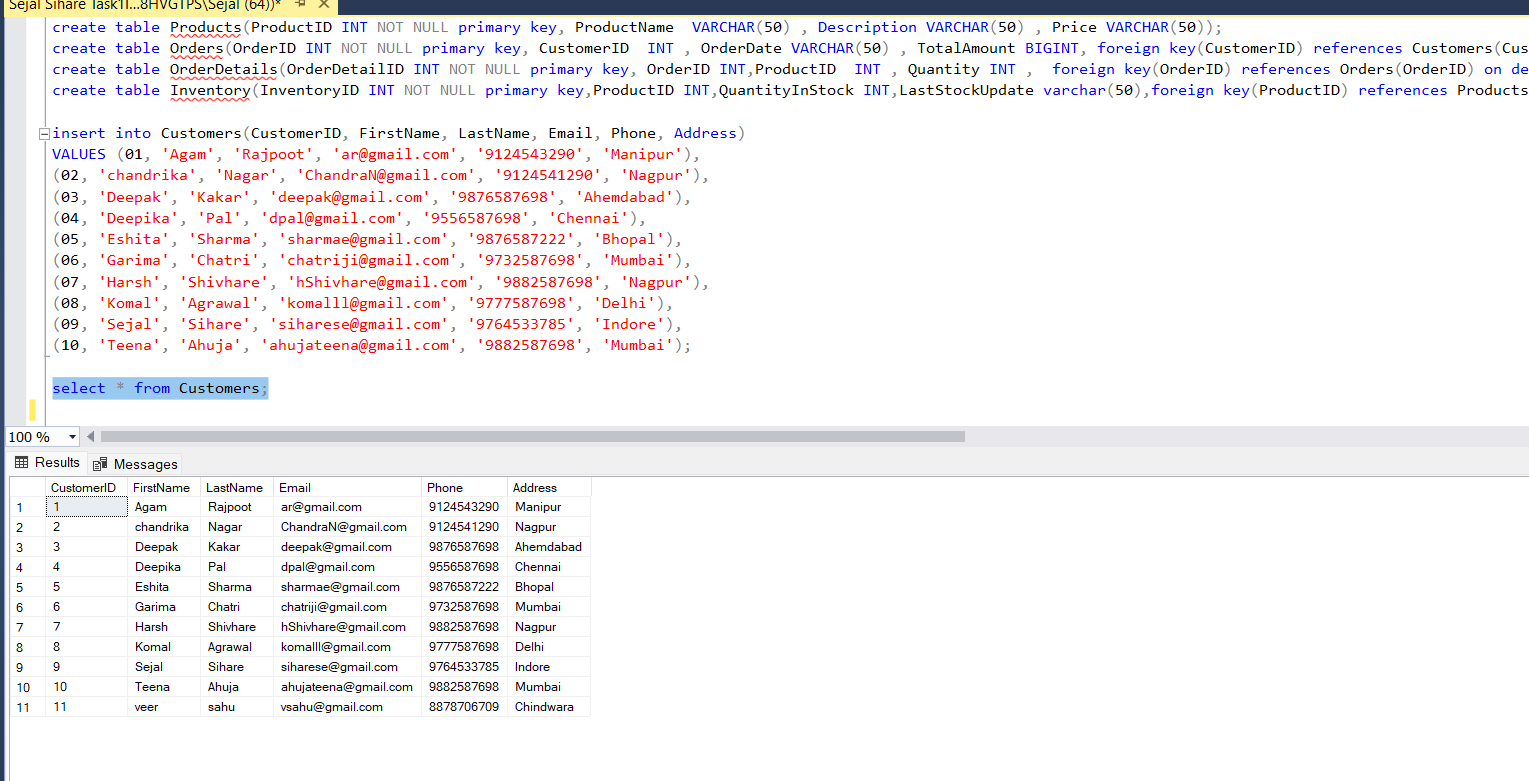 Sejal Sihare Task1I...8HVGTPS\Sejal (64))*
create table Products(ProductID INT NOT NULL primary key, ProductName VARCHAR(50) , Description VARCHAR(50) , Price VARCHAR(50));
create table Orders(OrderID INT NOT NULL primary key, CustomerID INT , OrderDate VARCHAR(50) , TotalAmount BIGINT, foreign key(CustomerID) references Customers(Cus
create table OrderDetails(OrderDetailID INT NOT NULL primary key, OrderID INT,ProductID INT , Quantity INT , foreign key(OrderID) references Orders(OrderID) on de
create table Inventory(InventoryID INT NOT NULL primary key,ProductID INT,QuantityInStock INT,LastStockUpdate varchar(50),foreign key(ProductID) references Products
insert into Customers(CustomerID, FirstName, LastName, Email, Phone, Address)
VALUES (01, 'Agam', 'Rajpoot', 'ar@gmail.com', '9124543290', 'Manipur'),
(02, 'chandrika', 'Nagar', 'ChandraN@gmail.com', '9124541290', 'Nagpur'),
(03, 'Deepak', 'Kakar', 'deepak@gmail.com', '9876587698', 'Ahemdabad'),
(04, 'Deepika', 'Pal', 'dpal@gmail.com', '9556587698', 'Chennai'),
(05, 'Eshita', 'Sharma', 'sharmae@gmail.com', '9876587222', 'Bhopal'),
(06, 'Garima', 'Chatri', 'chatriji@gmail.com', '9732587698', 'Mumbai'),
(07, 'Harsh', 'Shivhare', 'hShivhare@gmail.com', '9882587698', 'Nagpur'),
(08, 'Komal', 'Agrawal', 'komalll@gmail.com', '9777587698', 'Delhi'),
(09, 'Sejal', 'Sihare', 'siharese@gmail.com', '9764533785', 'Indore'),
(10, 'Teena', 'Ahuja', 'ahujateena@gmail.com', '9882587698', 'Mumbai');
select * from Customers;
100 %
Results Messages
CustomerID FirstName LastName Email Phone Address
1 1 Agam Rajpoot ar@gmail.com 9124543290 Manipur
2 2 chandrika Nagar ChandraN@gmail.com 9124541290 Nagpur
3 3 Deepak Kakar deepak@gmail.com 9876587698 Ahemdabad
4 4 Deepika Pal dpal@gmail.com 9556587698 Chennai
5 5 Eshita Sharma sharmae@gmail.com 9876587222 Bhopal
6 6 Garima Chatri chatriji@gmail.com 9732587698 Mumbai
7 7 Harsh Shivhare hShivhare@gmail.com 9882587698 Nagpur
8 8 Komal Agrawal komalll@gmail.com 9777587698 Delhi
9 9 Sejal Sihare siharese@gmail.com 9764533785 Indore
10 10 Teena Ahuja ahujateena@gmail.com 9882587698 Mumbai
11 11 veer sahu vsahu@gmail.com 8878706709 Chindwara